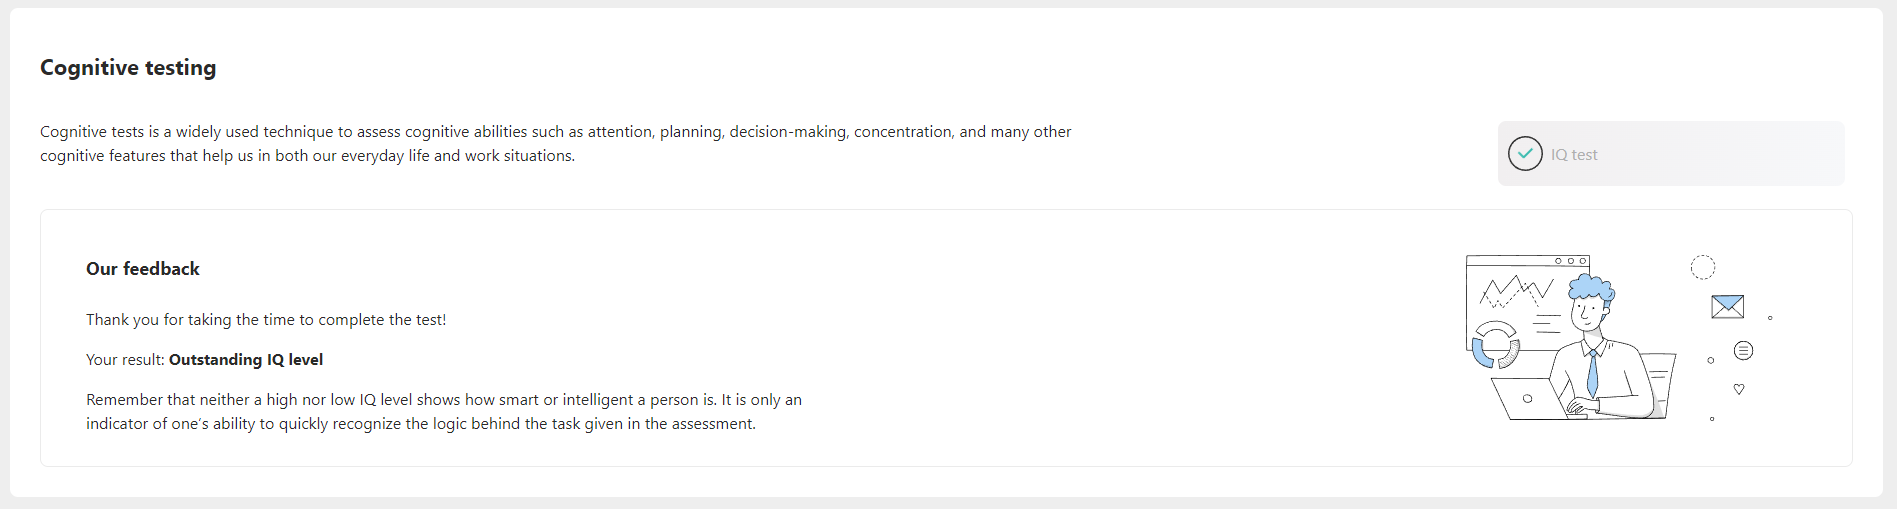 Cognitive testing
Cognitive tests is a widely used technique to assess cognitive abilities such as attention, planning, decision-making, concentration, and many other
cognitive features that help us in both our everyday life and work situations.
IQ test
Our feedback
Thank you for taking the time to complete the test!
Your result: Outstanding IQ level
Remember that neither a high nor low IQ level shows how smart or intelligent a person is. It is only an
indicator of one’s ability to quickly recognize the logic behind the task given in the assessment.